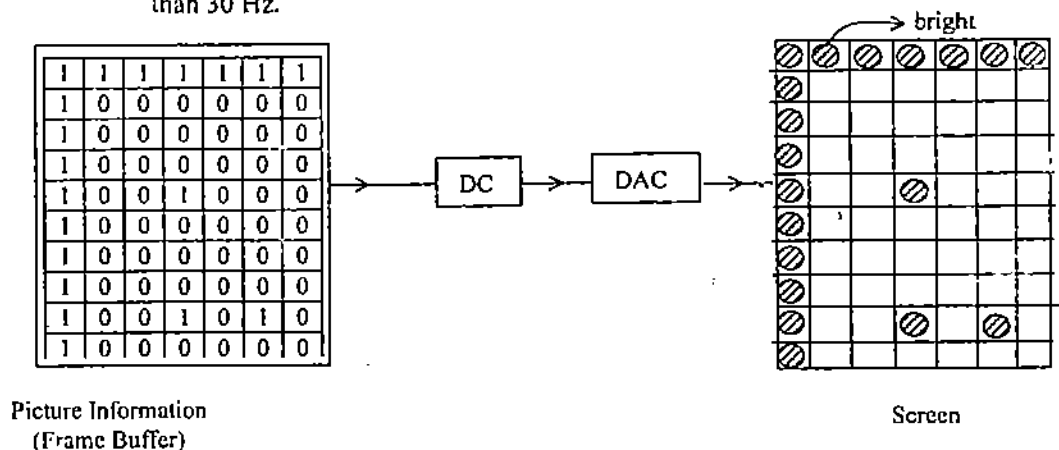 than 30 Hz.
bright
1 1 1 1 1 1 1
1 0 0 0 0 0 0
1 0 0 0 0 0 0
1 0 0 0 0 0 0
1 0 0 1 0 0 0
1 0 0 0 0 0 0
1 0 0 0 0 0 0
1 0 0 0 0 0 0
1 0 0 1 0 1 0
1 0 0 0 0 0 0
DC
DAC
Picture Information
(Frame Buffer)
Screen